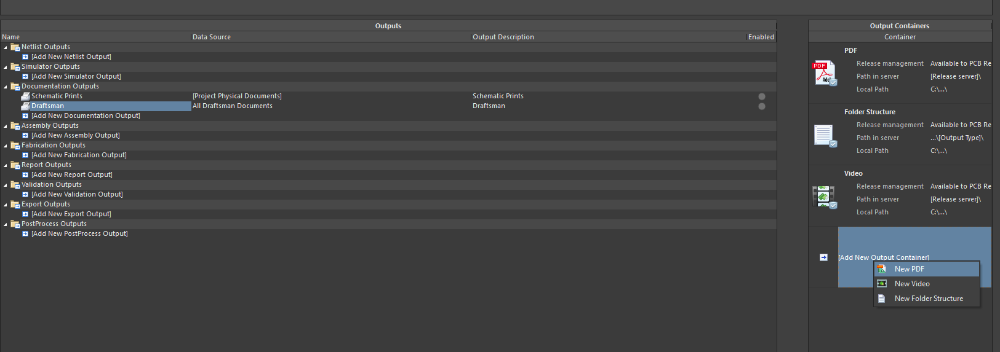 Outputs
Name Data Source Output Description Enabled
Netlist Outputs
[Add New Netlist Output]
Simulator Outputs
[Add New Simulator Output]
Documentation Outputs
Schematic Prints [Project Physical Documents] Schematic Prints
Draftsman All Draftsman Documents Draftsman
[Add New Documentation Output]
Assembly Outputs
[Add New Assembly Output]
Fabrication Outputs
[Add New Fabrication Output]
Report Outputs
[Add New Report Output]
Validation Outputs
[Add New Validation Output]
Export Outputs
[Add New Export Output]
PostProcess Outputs
[Add New PostProcess Output]
Output Containers
Container
PDF
PDF
Adob
Release management Available to PCB Re
Path in server [Release server]\
Local Path C:\...\
Folder Structure
Release management Available to PCB Re
Path in server ...\[Output Type]\
Local Path C:\...\
Video
Release management Available to PCB Re
Path in server [Release server]\
Local Path C:\...\
[Add New Output Container]
New PDF
New Video
New Folder Structure